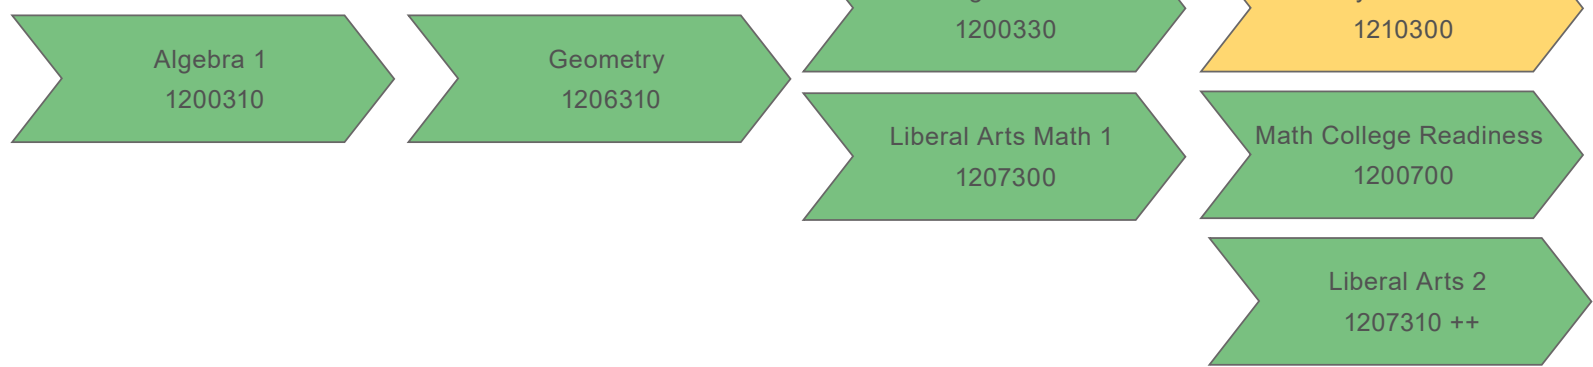 Algebra 1
1200310
Geometry
1206310
1200330
Liberal Arts Math 1
1207300
1210300
Math College Readiness
1200700
Liberal Arts 2
1207310 ++